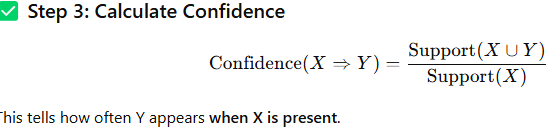 ✅ Step 3: Calculate Confidence
Confidence(X ⇒ Y) = Support(X ∪ Y) / Support(X)
This tells how often Y appears when X is present.